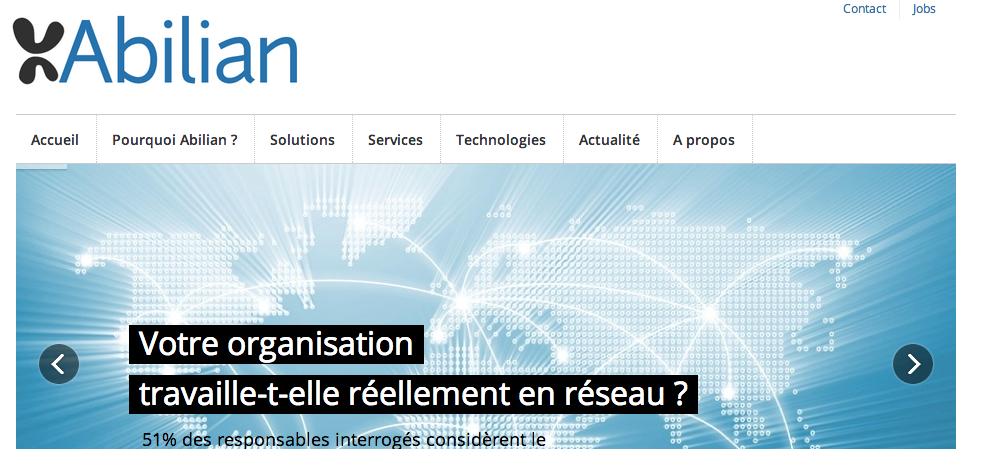 Contact Jobs
Abilian
Accueil Pourquoi Abilian ? Solutions Services Technologies Actualité A propos
Votre organisation
travaille-t-elle réellement en réseau ?
51% des responsables interrogés considèrent le